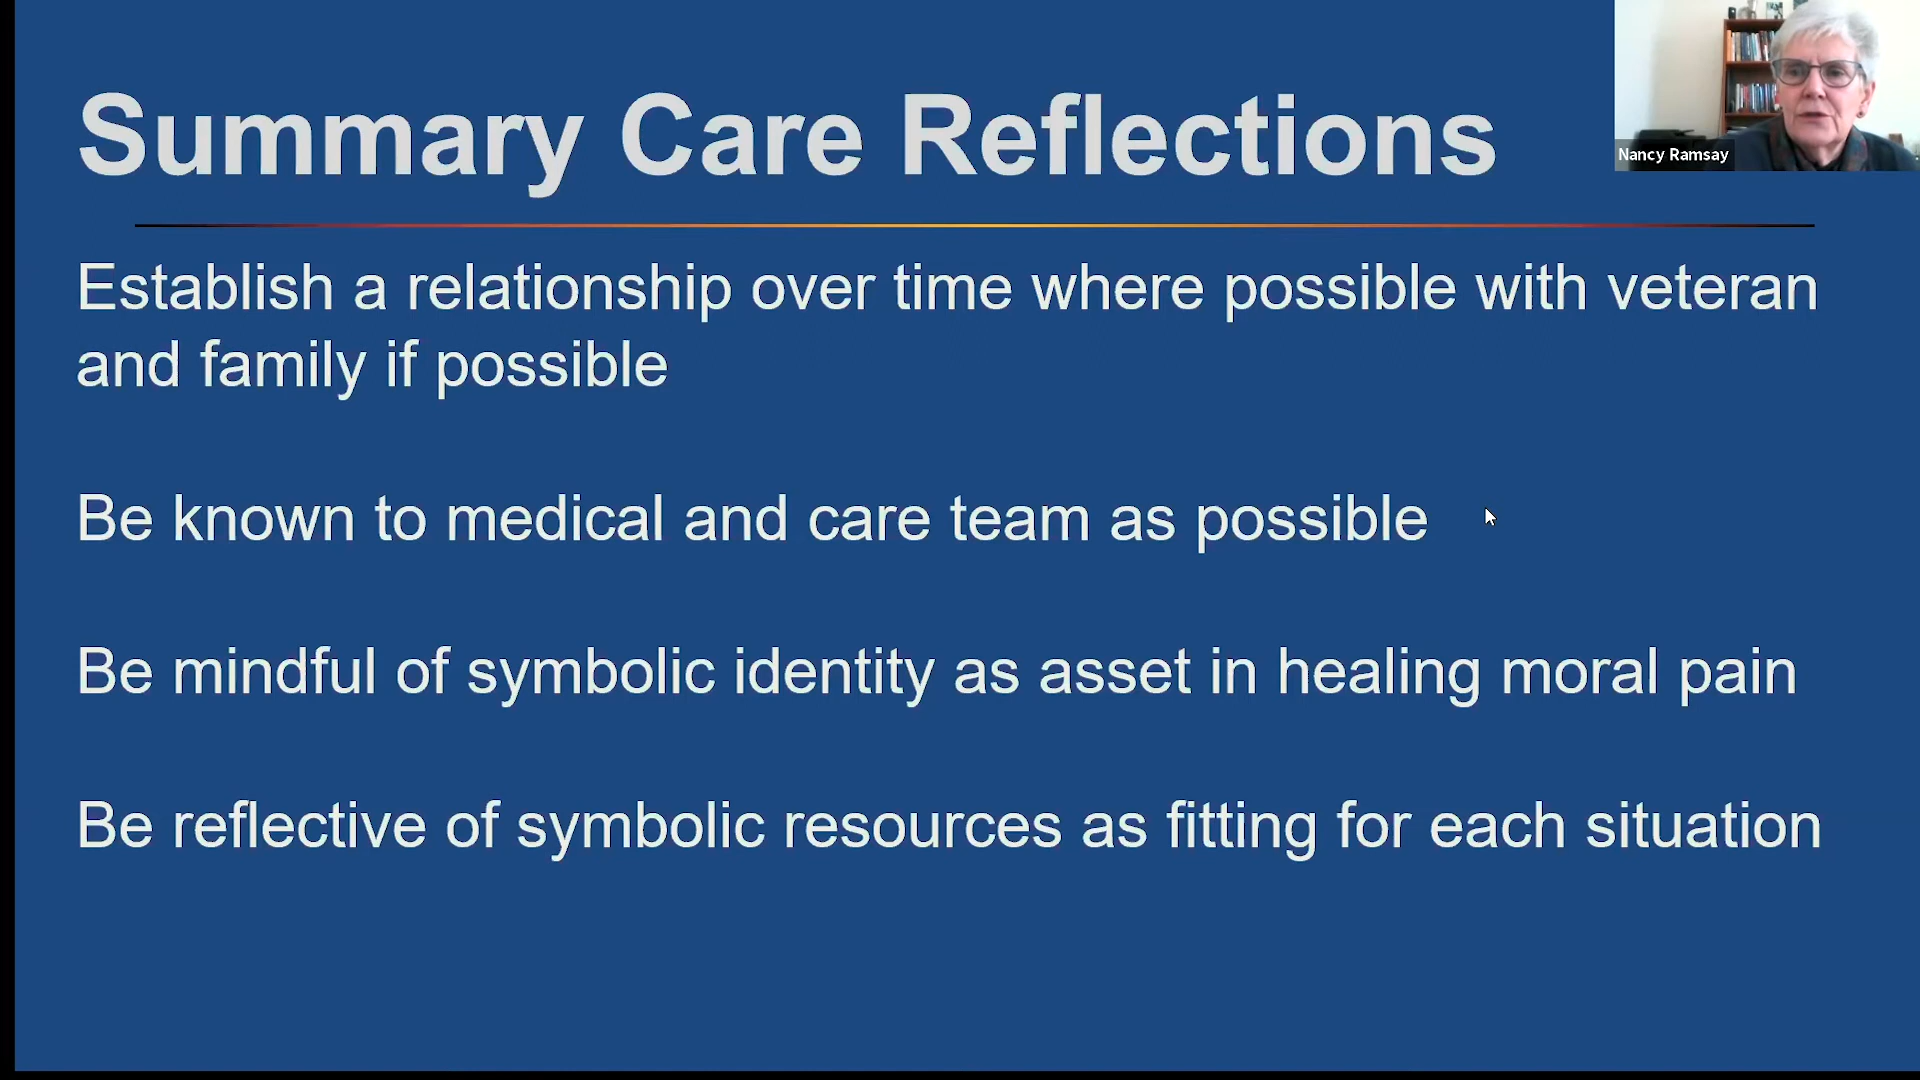 Summary Care Reflections
Nancy Ramsay
Establish a relationship over time where possible with veteran
and family if possible
Be known to medical and care team as possible
Be mindful of symbolic identity as asset in healing moral pain
Be reflective of symbolic resources as fitting for each situation